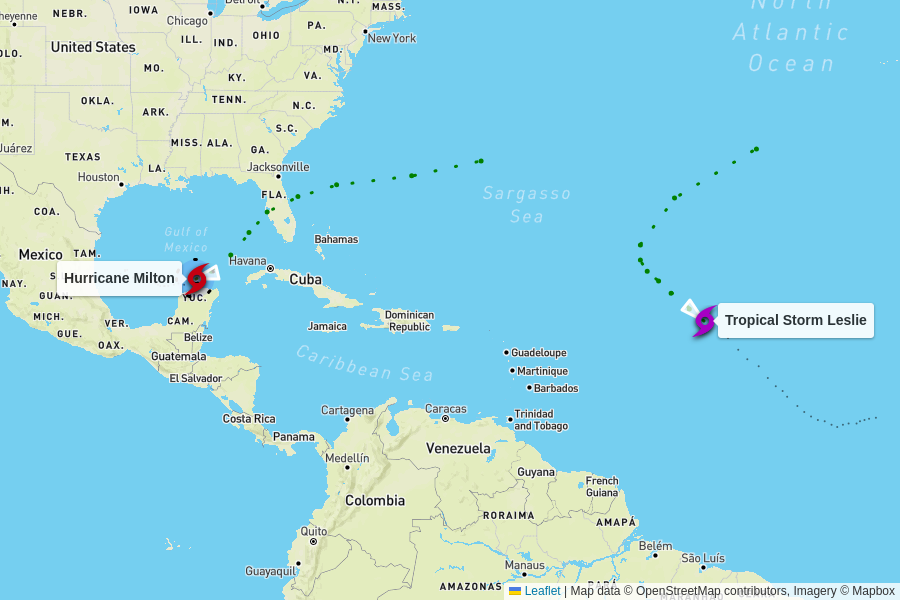 Detroit
N.Y.
MASS.
North
Cheyenne
NEBR.
IOWA
Chicago
PA.
New York
Atlantic
United States
ILL.
IND.
OHIO
MD.
Ocean
COLO.
MO.
KY.
VA.
OKLA.
TENN.
N.C.
ARK.
N.M.
S.C.
Juárez
MISS.
ALA.
GA.
TEXAS
LA.
Jacksonville
Houston
FLA.
Sargasso
Sea
COA.
Gulf of
Mexico
Bahamas
Mexico
TAM.
Havana
Hurricane Milton
Cuba
NAY.
GUAN.
YUC.
MICH.
VER.
CAM.
Jamaica
Dominican
Republic
Tropical Storm Leslie
GUE.
OAX.
Belize
Guatemala
Caribbean Sea
Guadeloupe
El Salvador
Martinique
Barbados
Cartagena
Caracas
Trinidad
and Tobago
Costa Rica
Panama
Venezuela
Medellín
Guyana
French
Guiana
Colombia
RORAIMA
AMAPÁ
Quito
Belém
São Luís
Guayaquil
Manaus
AMAZONAS
PARÁ
Leaflet | Map data © OpenStreetMap contributors, Imagery © Mapbox